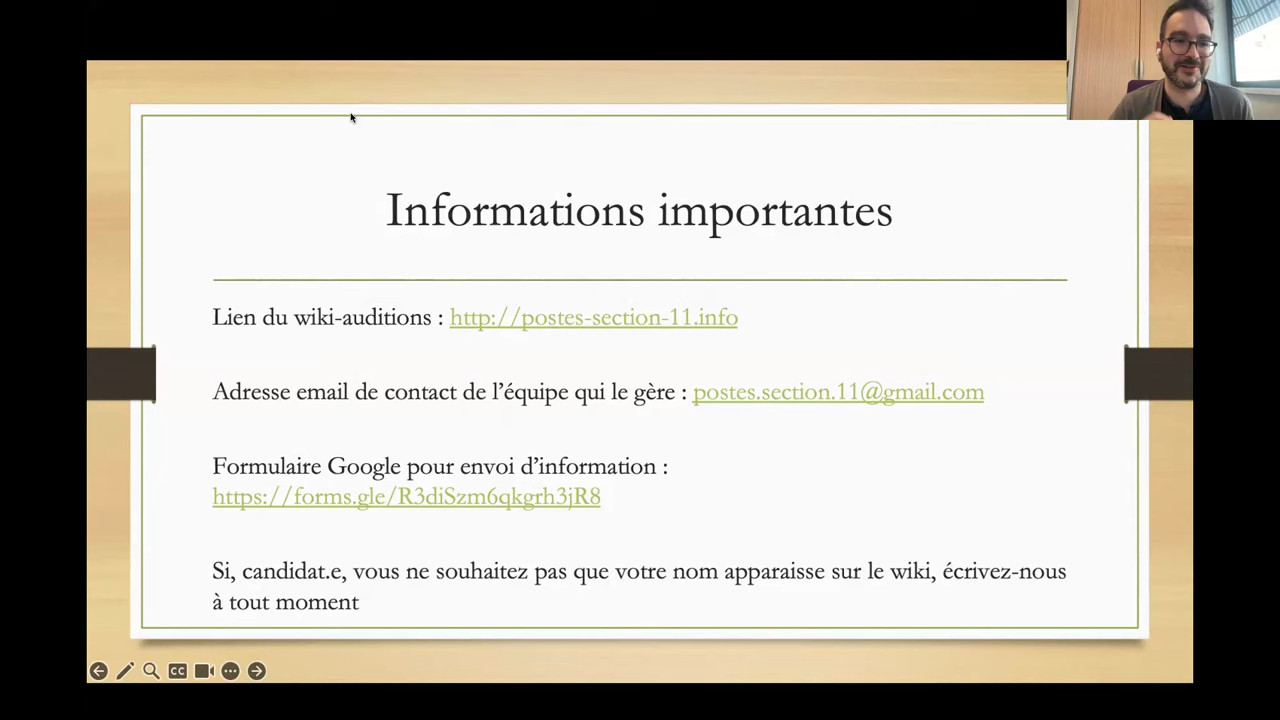 Informations importantes
Lien du wiki-auditions : http://postes-section-11.info
Adresse email de contact de l'équipe qui le gère : postes.section.11@gmail.com
Formulaire Google pour envoi d'information :
https://forms.gle/R3diSzm6qkgrh3jR8
Si, candidat.e, vous ne souhaitez pas que votre nom apparaisse sur le wiki, écrivez-nous
à tout moment
CC